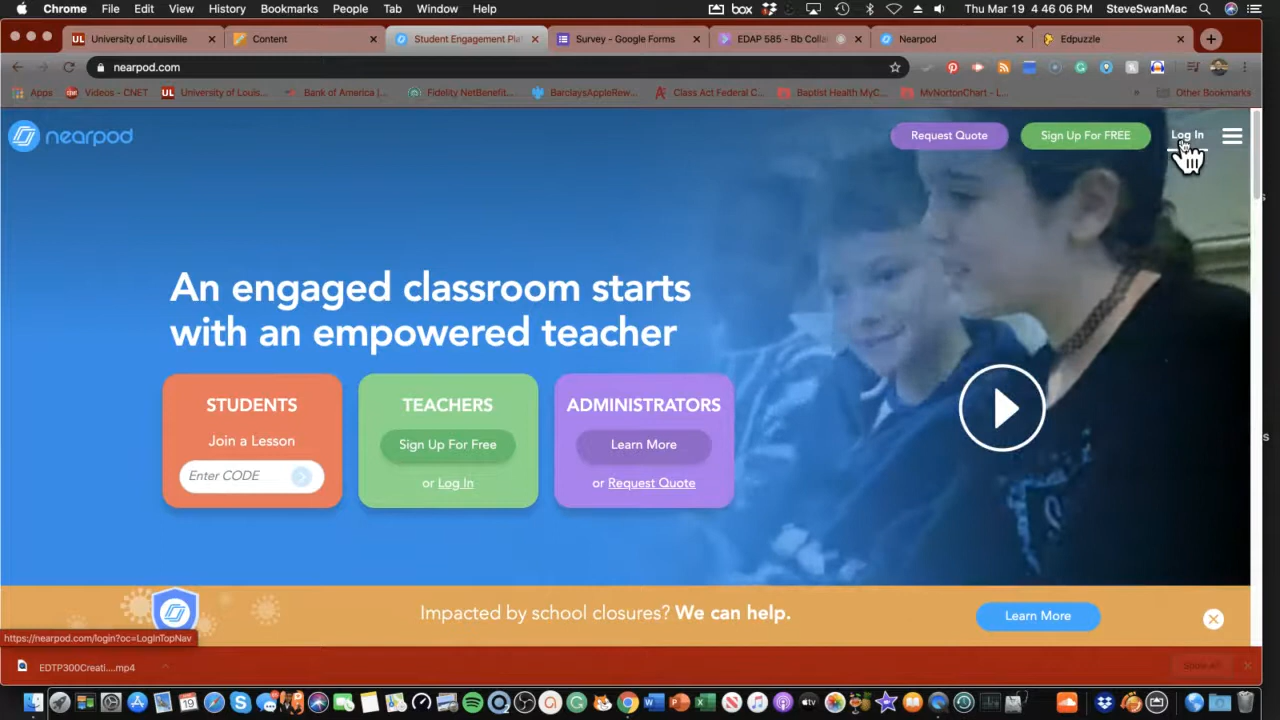 Chrome File Edit View History Bookmarks People Tab Window Help box Thu Mar 19 4:46:06 PM SteveSwanMac
UL University of Louisville Content Student Engagement Pla Survey - Google Forms EDAP 585 - Bb Colla Nearpod Edpuzzle
nearpod.com
Apps Videos - CNET UL University of Louis... Bank of America |... Fidelity NetBenefit... BarclaysAppleRew... Class Act Federal C... Baptist Health MyC... MyNortonChart - L... » Other Bookmarks
nearpod Request Quote Sign Up For FREE Log In
An engaged classroom starts
with an empowered teacher
STUDENTS
Join a Lesson
Enter CODE
TEACHERS
Sign Up For Free
or Log In
ADMINISTRATORS
Learn More
or Request Quote
Impacted by school closures? We can help. Learn More
https://nearpod.com/login?oc=LogInTopNav
EDTP300Creati....mp4 Show All